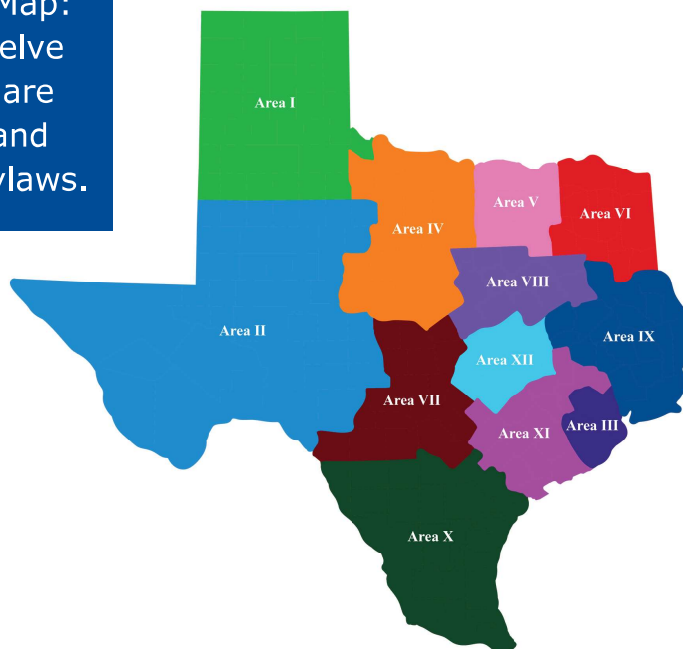 Map:
elve
are
and
ylaws.
Area I
Area V
Area VI
Area IV
Area VIII
Area II
Area IX
Area XII
Area VII
Area III
Area XI
Area X